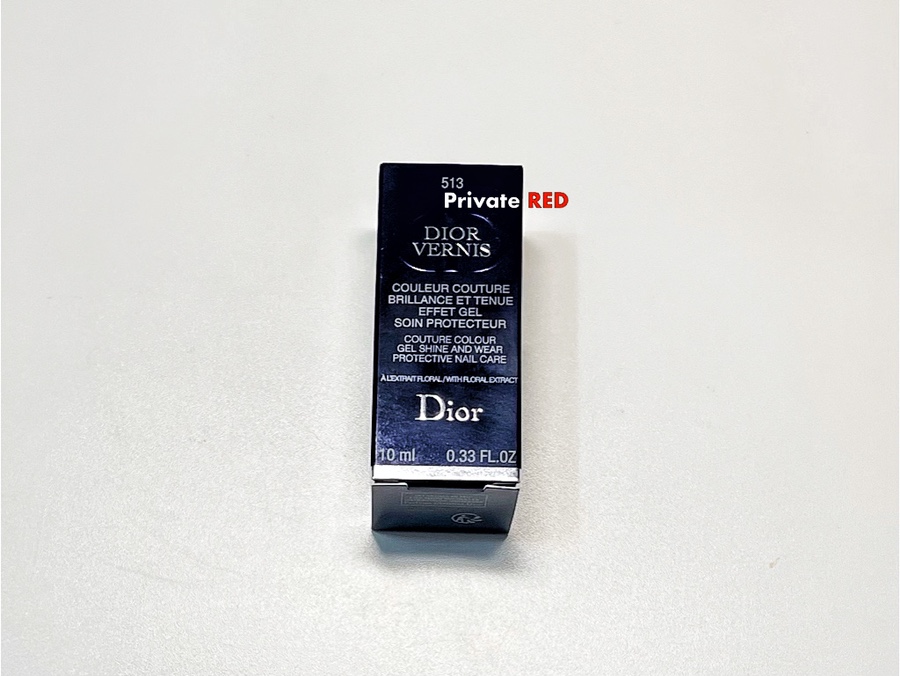 513
Private RED
DIOR
VERNIS
COULEUR COUTURE
BRILLANCE ET TENUE
EFFET GEL
SOIN PROTECTEUR
COUTURE COLOUR
GEL SHINE AND WEAR
PROTECTIVE NAIL CARE
À L'EXTRAIT FLORAL/WITH FLORAL EXTRACT
Dior
10 ml 0.33 FL.OZ